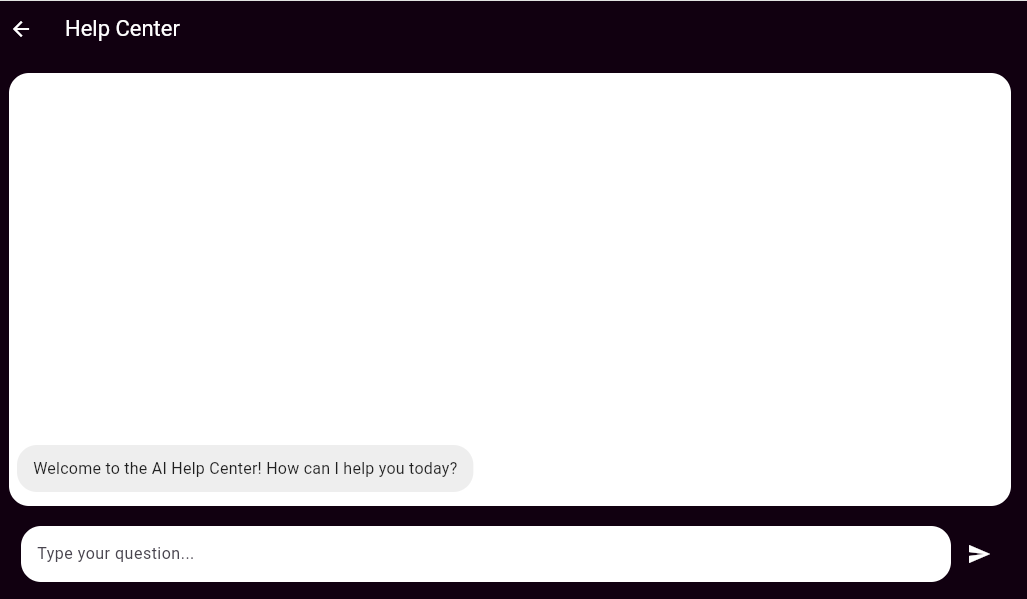 Help Center
Welcome to the AI Help Center! How can I help you today?
Type your question...